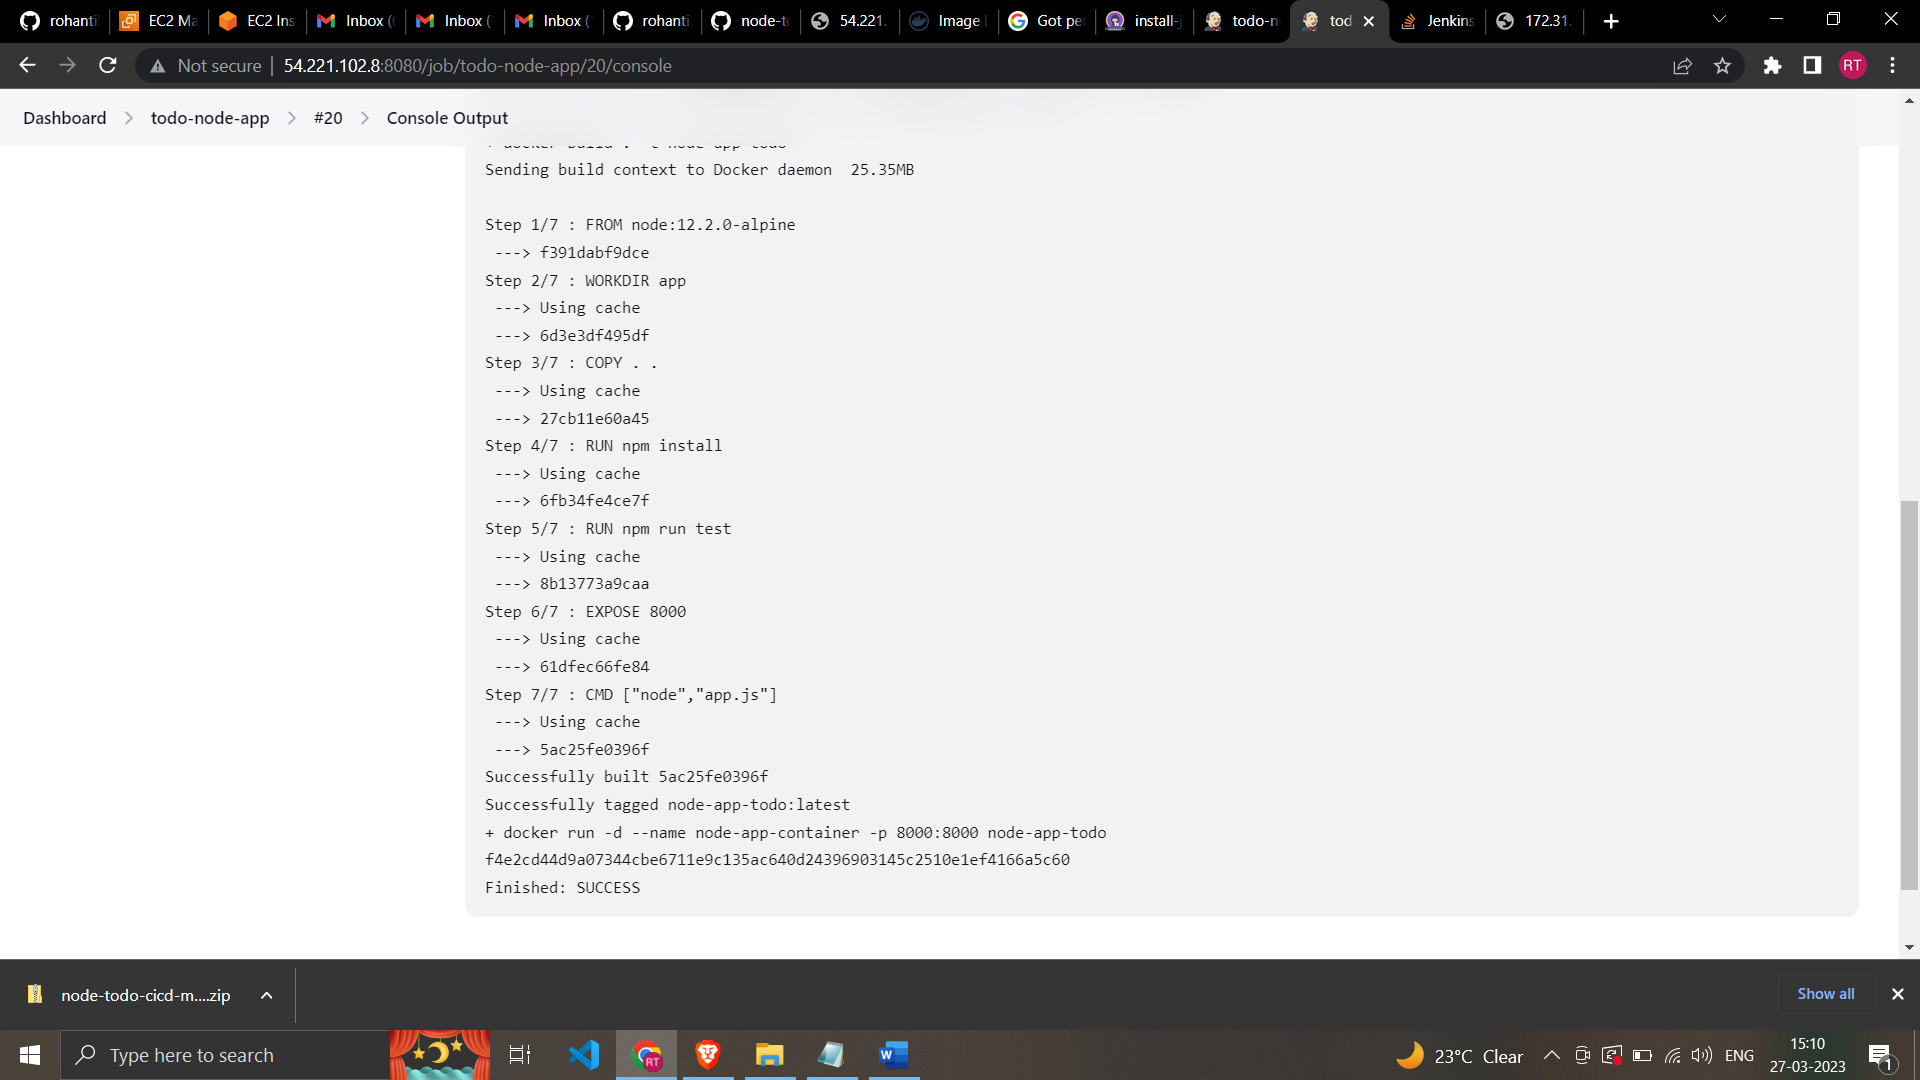 rohanti
EC2 Ma
EC2 Ins
Inbox (
Inbox (
Inbox (
rohanti
node-to
54.221.
Image
Got pe
install-j
todo-n
tod
Jenkins
172.31.
Not secure
54.221.102.8:8080/job/todo-node-app/20/console
RT
Dashboard
todo-node-app
#20
Console Output
+ docker build . -t node-app-todo
Sending build context to Docker daemon  25.35MB
Step 1/7 : FROM node:12.2.0-alpine
---> f391dabf9dce
Step 2/7 : WORKDIR app
---> Using cache
---> 6d3e3df495df
Step 3/7 : COPY . .
---> Using cache
---> 27cb11e60a45
Step 4/7 : RUN npm install
---> Using cache
---> 6fb34fe4ce7f
Step 5/7 : RUN npm run test
---> Using cache
---> 8b13773a9caa
Step 6/7 : EXPOSE 8000
---> Using cache
---> 61dfec66fe84
Step 7/7 : CMD ["node","app.js"]
---> Using cache
---> 5ac25fe0396f
Successfully built 5ac25fe0396f
Successfully tagged node-app-todo:latest
+ docker run -d --name node-app-container -p 8000:8000 node-app-todo
f4e2cd44d9a07344cbe6711e9c135ac640d24396903145c2510e1ef4166a5c60
Finished: SUCCESS
node-todo-cicd-m....zip
Show all
Type here to search
RT
23°C Clear
ENG
15:10
27-03-2023
1